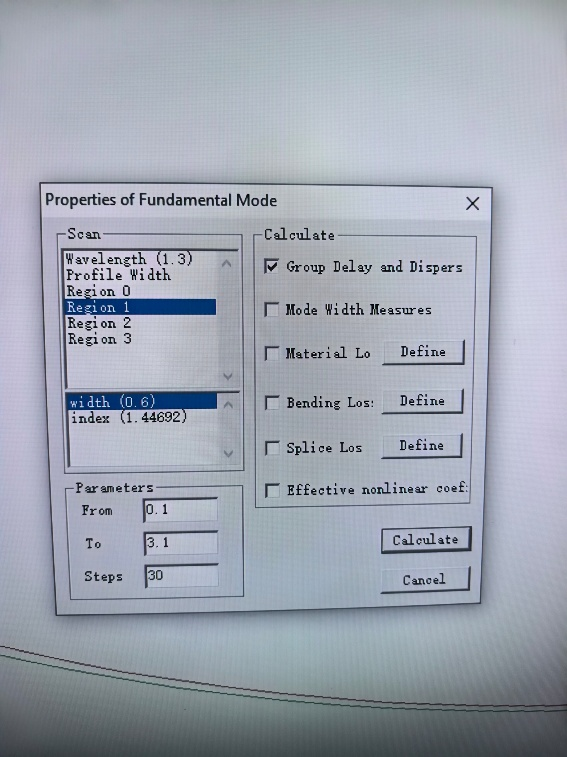 Properties of Fundamental Mode
Scan
Wavelength (1.3)
Profile Width
Region 0
Region 1
Region 2
Region 3
width (0.6)
index (1.44692)
Parameters
From 0.1
To 3.1
Steps 30
Calculate
Group Delay and Dispers
Mode Width Measures
Material Lo Define
Bending Los: Define
Splice Los Define
Effective nonlinear coef:
Calculate
Cancel